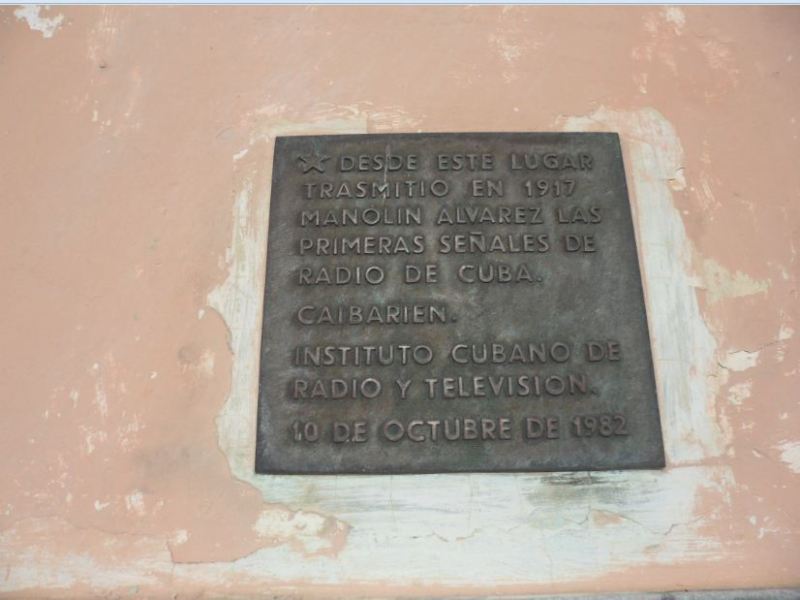 DESDE ESTE LUGAR
TRASMITIO EN 1917
MANOLIN ALVAREZ LAS
PRIMERAS SEÑALES DE
RADIO DE CUBA.
CAIBARIEN.
INSTITUTO CUBANO DE
RADIO Y TELEVISION.
10 DE OCTUBRE DE 1982